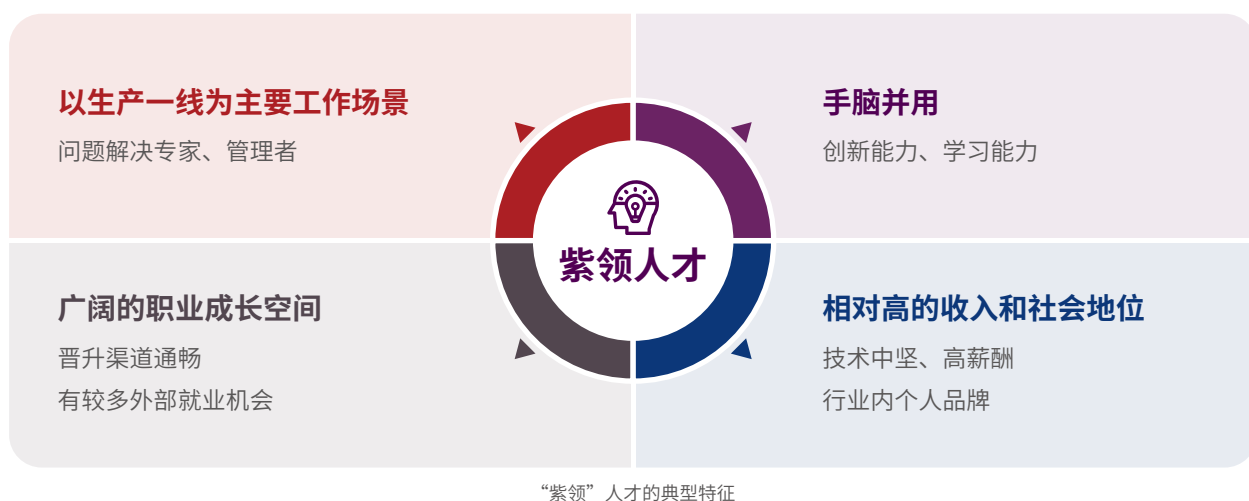 以生产一线为主要工作场景
问题解决专家、管理者
手脑并用
创新能力、学习能力
紫领人才
广阔的职业成长空间
晋升渠道通畅
有较多外部就业机会
相对高的收入和社会地位
技术中坚、高薪酬
行业内个人品牌
“紫领”人才的典型特征